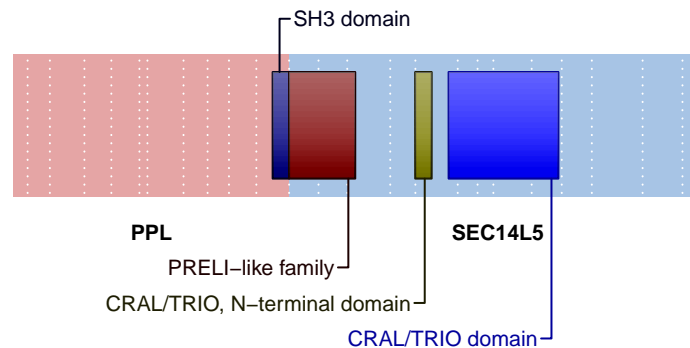 SH3 domain
PPL
SEC14L5
PRELI−like family
CRAL/TRIO, N−terminal domain
CRAL/TRIO domain